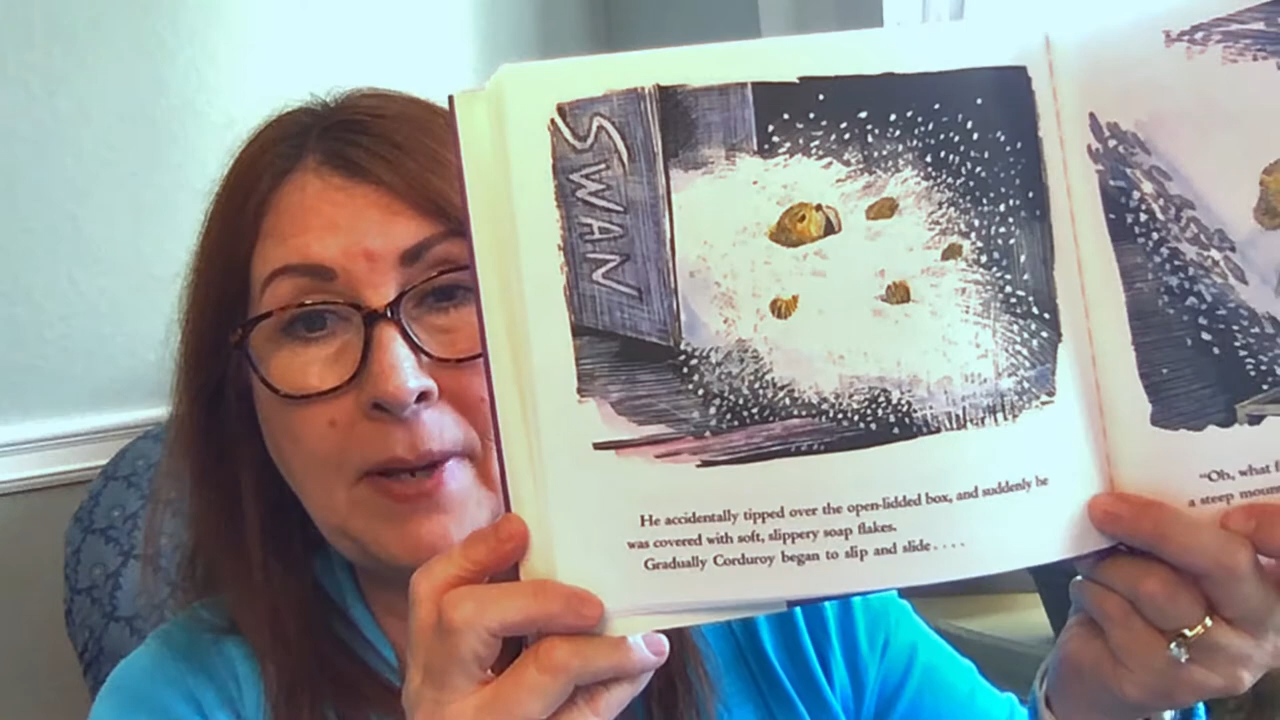 SWAN
He accidentally tipped over the open-lidded box, and suddenly he
was covered with soft, slippery soap flakes.
Gradually Corduroy began to slip and slide . . . .
"Oh, what
a steep